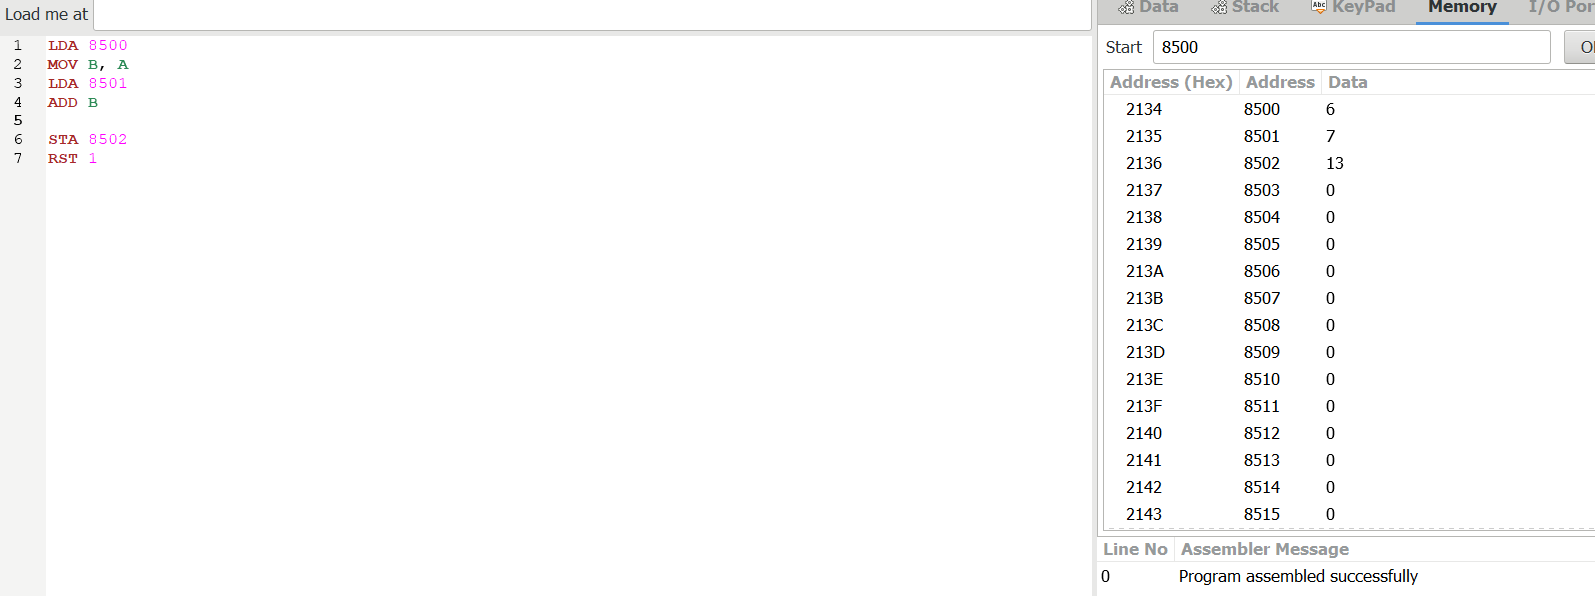 Load me at
1 LDA 8500
2 MOV B, A
3 LDA 8501
4 ADD B
5
6 STA 8502
7 RST 1
Data Stack KeyPad Memory I/O Por
Start 8500
Address (Hex) Address Data
2134 8500 6
2135 8501 7
2136 8502 13
2137 8503 0
2138 8504 0
2139 8505 0
213A 8506 0
213B 8507 0
213C 8508 0
213D 8509 0
213E 8510 0
213F 8511 0
2140 8512 0
2141 8513 0
2142 8514 0
2143 8515 0
Line No Assembler Message
0 Program assembled successfully